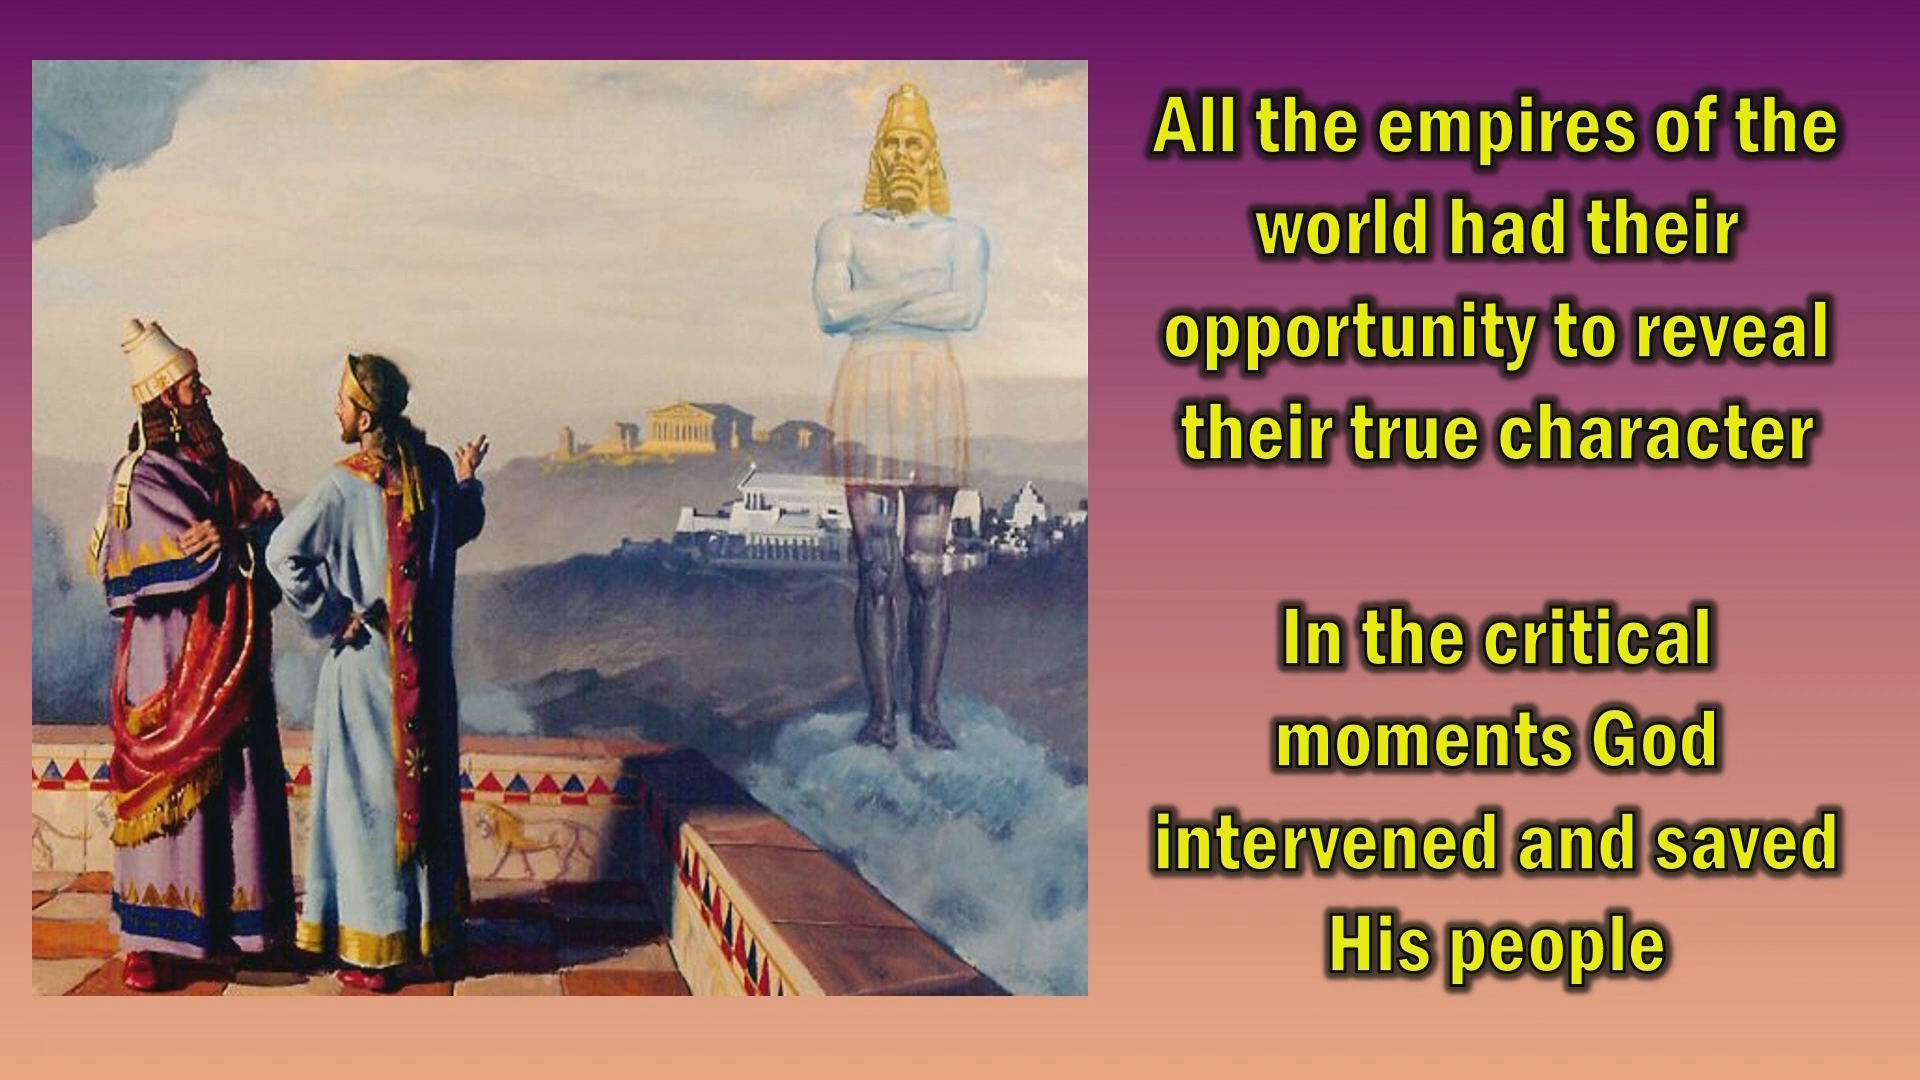 All the empires of the
world had their
opportunity to reveal
their true character
In the critical
moments God
intervened and saved
His people